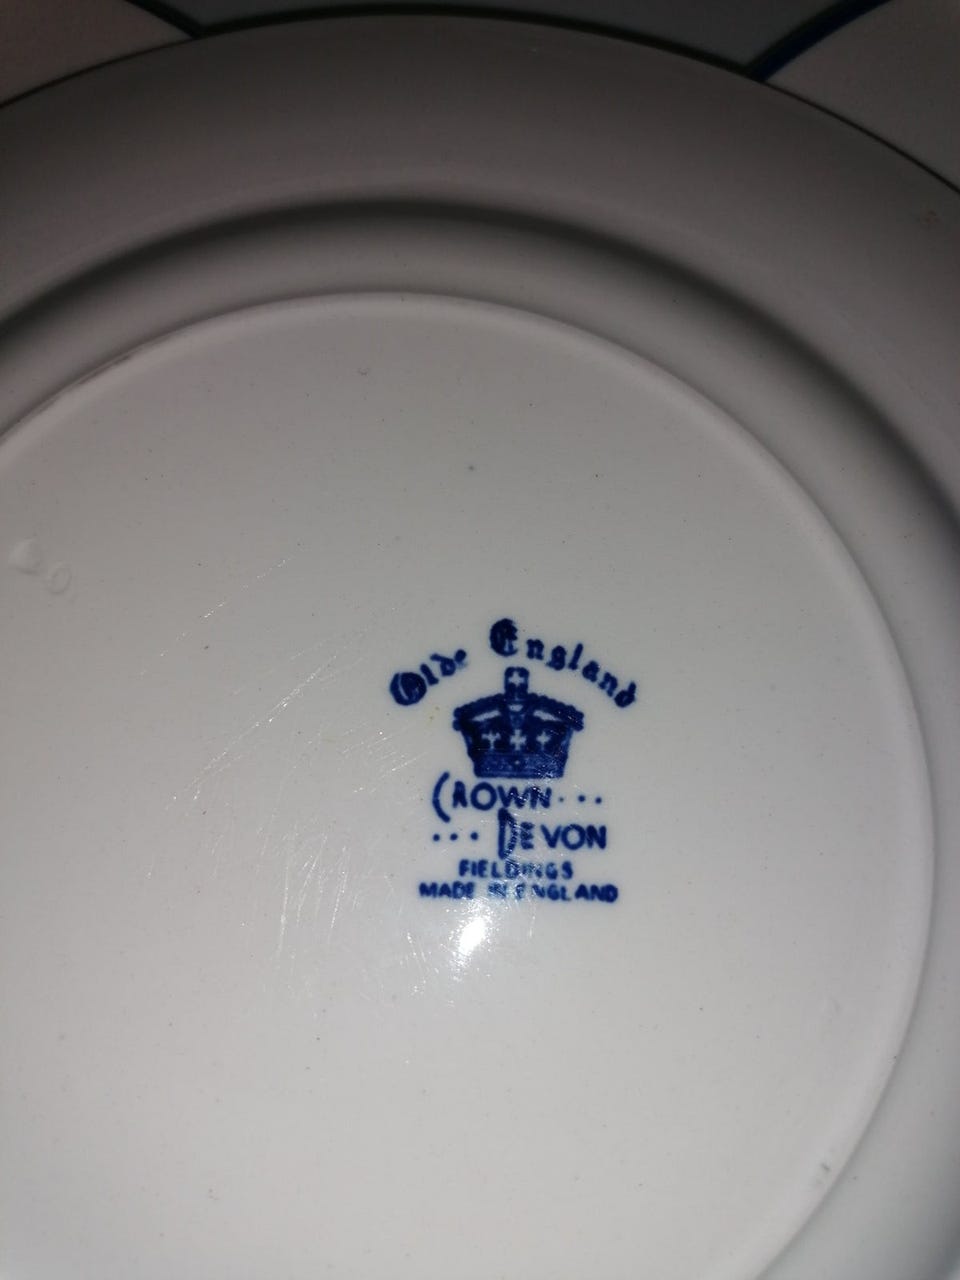 Olde England
CROWN...
...DEVON
FIELDINGS
MADE IN ENGLAND